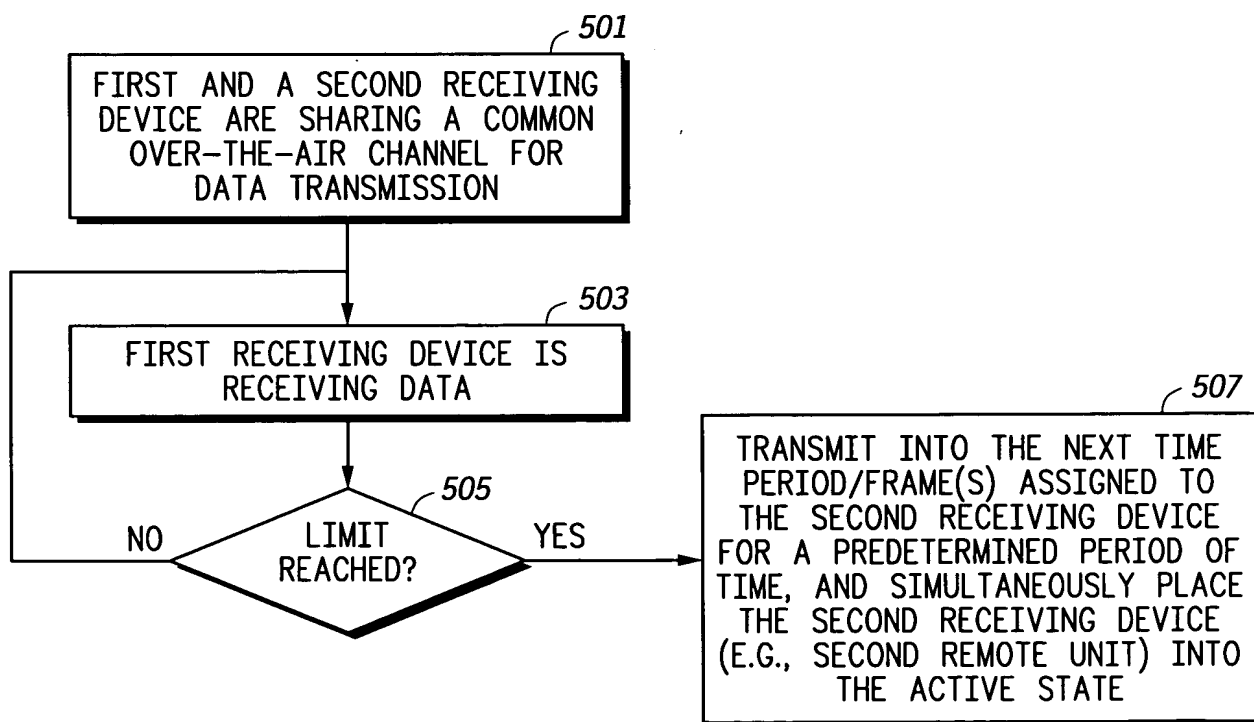 501
FIRST AND A SECOND RECEIVING
DEVICE ARE SHARING A COMMON
OVER-THE-AIR CHANNEL FOR
DATA TRANSMISSION
503
FIRST RECEIVING DEVICE IS
RECEIVING DATA
505
LIMIT
REACHED?
NO
YES
507
TRANSMIT INTO THE NEXT TIME
PERIOD/FRAME(S) ASSIGNED TO
THE SECOND RECEIVING DEVICE
FOR A PREDETERMINED PERIOD OF
TIME, AND SIMULTANEOUSLY PLACE
THE SECOND RECEIVING DEVICE
(E.G., SECOND REMOTE UNIT) INTO
THE ACTIVE STATE